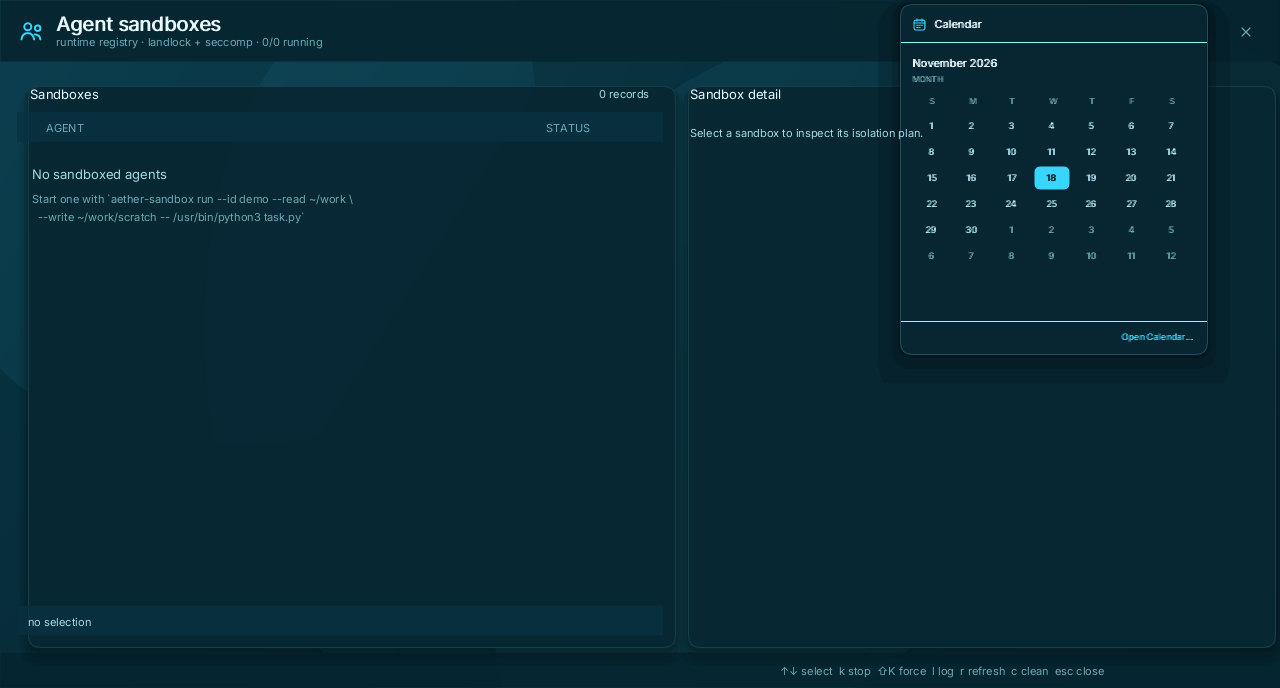 Agent sandboxes
runtime registry · landlock + seccomp · 0/0 running
Sandboxes
0 records
AGENT STATUS
No sandboxed agents
Start one with `aether-sandbox run --id demo --read ~/work \
--write ~/work/scratch -- /usr/bin/python3 task.py`
no selection
Sandbox detail
Select a sandbox to inspect its isolation plan.
Calendar
November 2026
MONTH
S M T W T F S
1 2 3 4 5 6 7
8 9 10 11 12 13 14
15 16 17 18 19 20 21
22 23 24 25 26 27 28
29 30 1 2 3 4 5
6 7 8 9 10 11 12
Open Calendar...
↑↓ select k stop ⇧K force l log r refresh c clean esc close